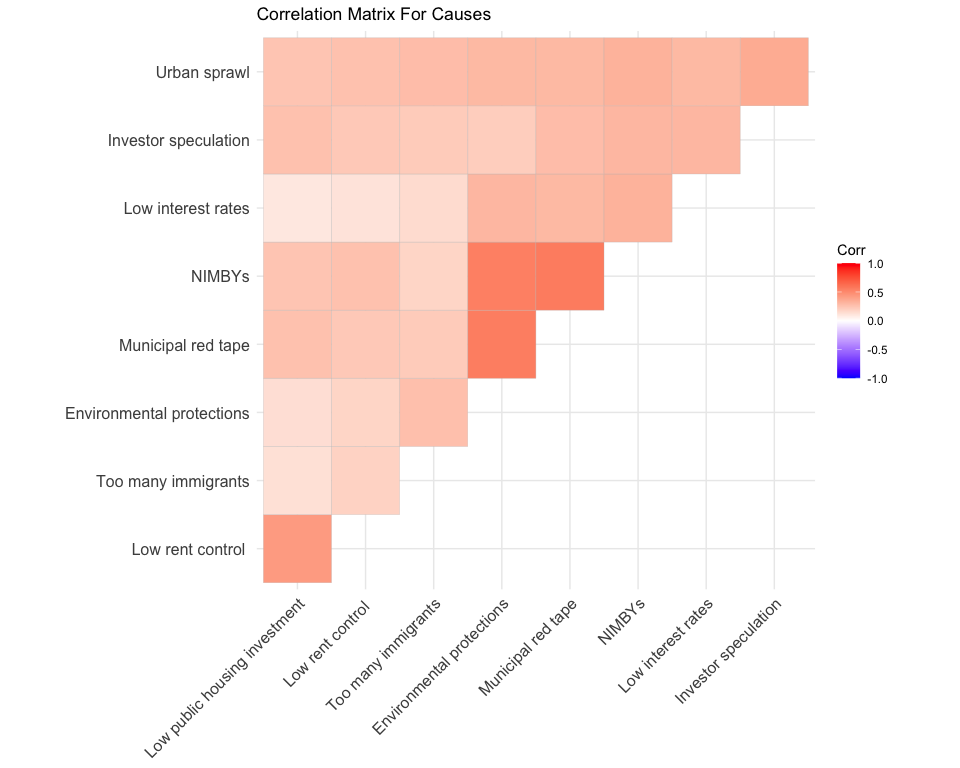 Correlation Matrix For Causes
Urban sprawl
Investor speculation
Low interest rates
NIMBYs
Municipal red tape
Environmental protections
Too many immigrants
Low rent control
Low public housing investment
Low rent control
Too many immigrants
Environmental protections
Municipal red tape
NIMBYs
Low interest rates
Investor speculation
Corr
1.0
0.5
0.0
-0.5
-1.0